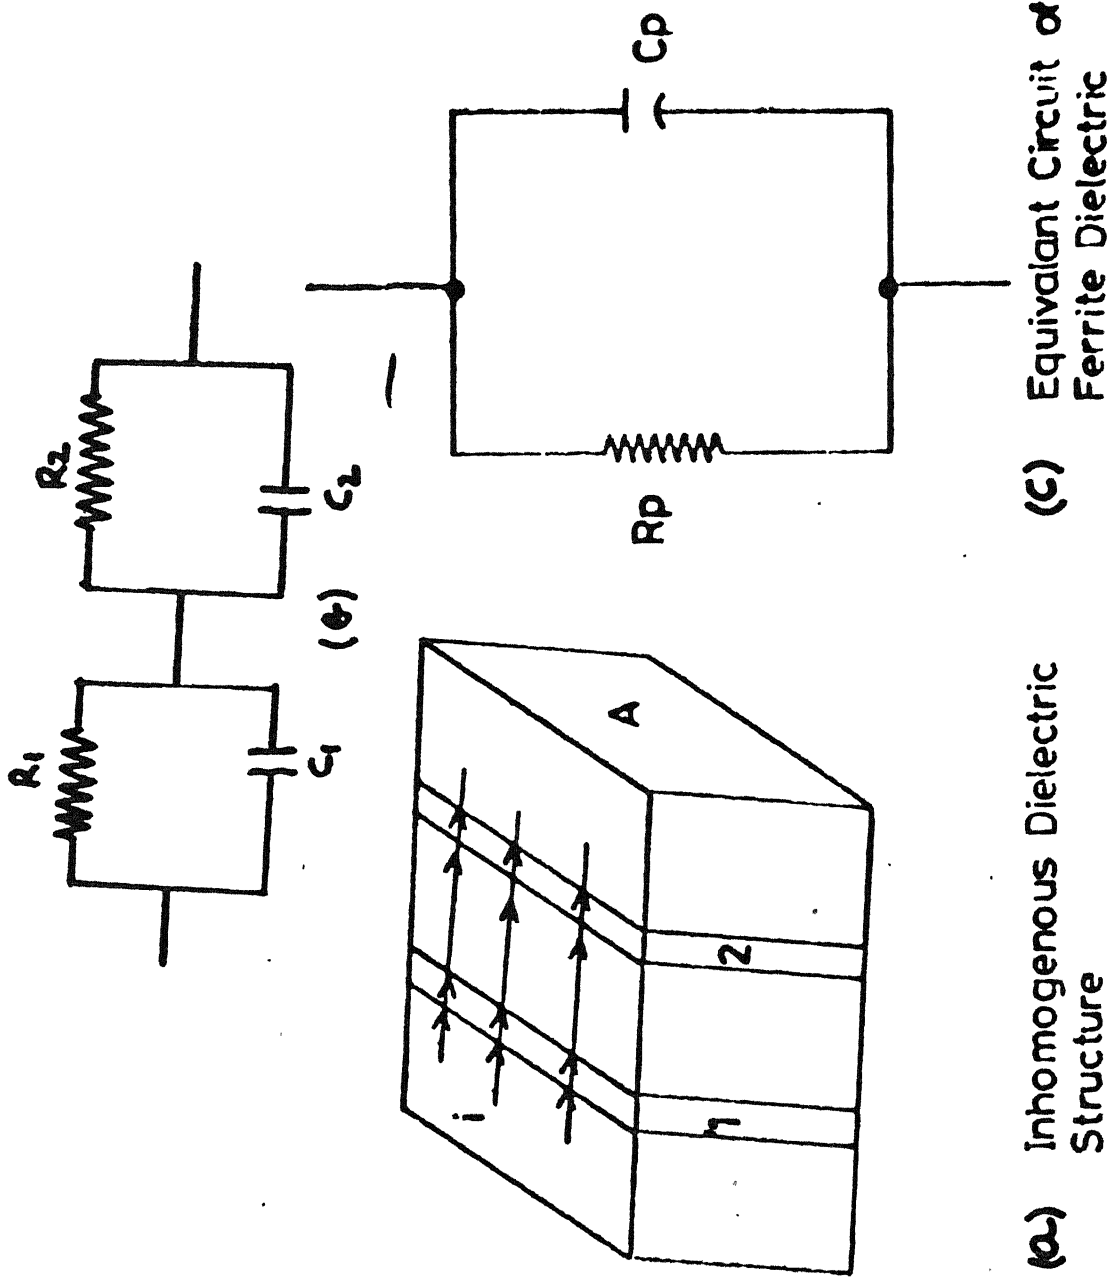 R1
R2
C1
C2
(b)
i
A
1
2
Rp
Cp
(a) Inhomogenous Dielectric
Structure
(C) Equivalant Circuit of
Ferrite Dielectric